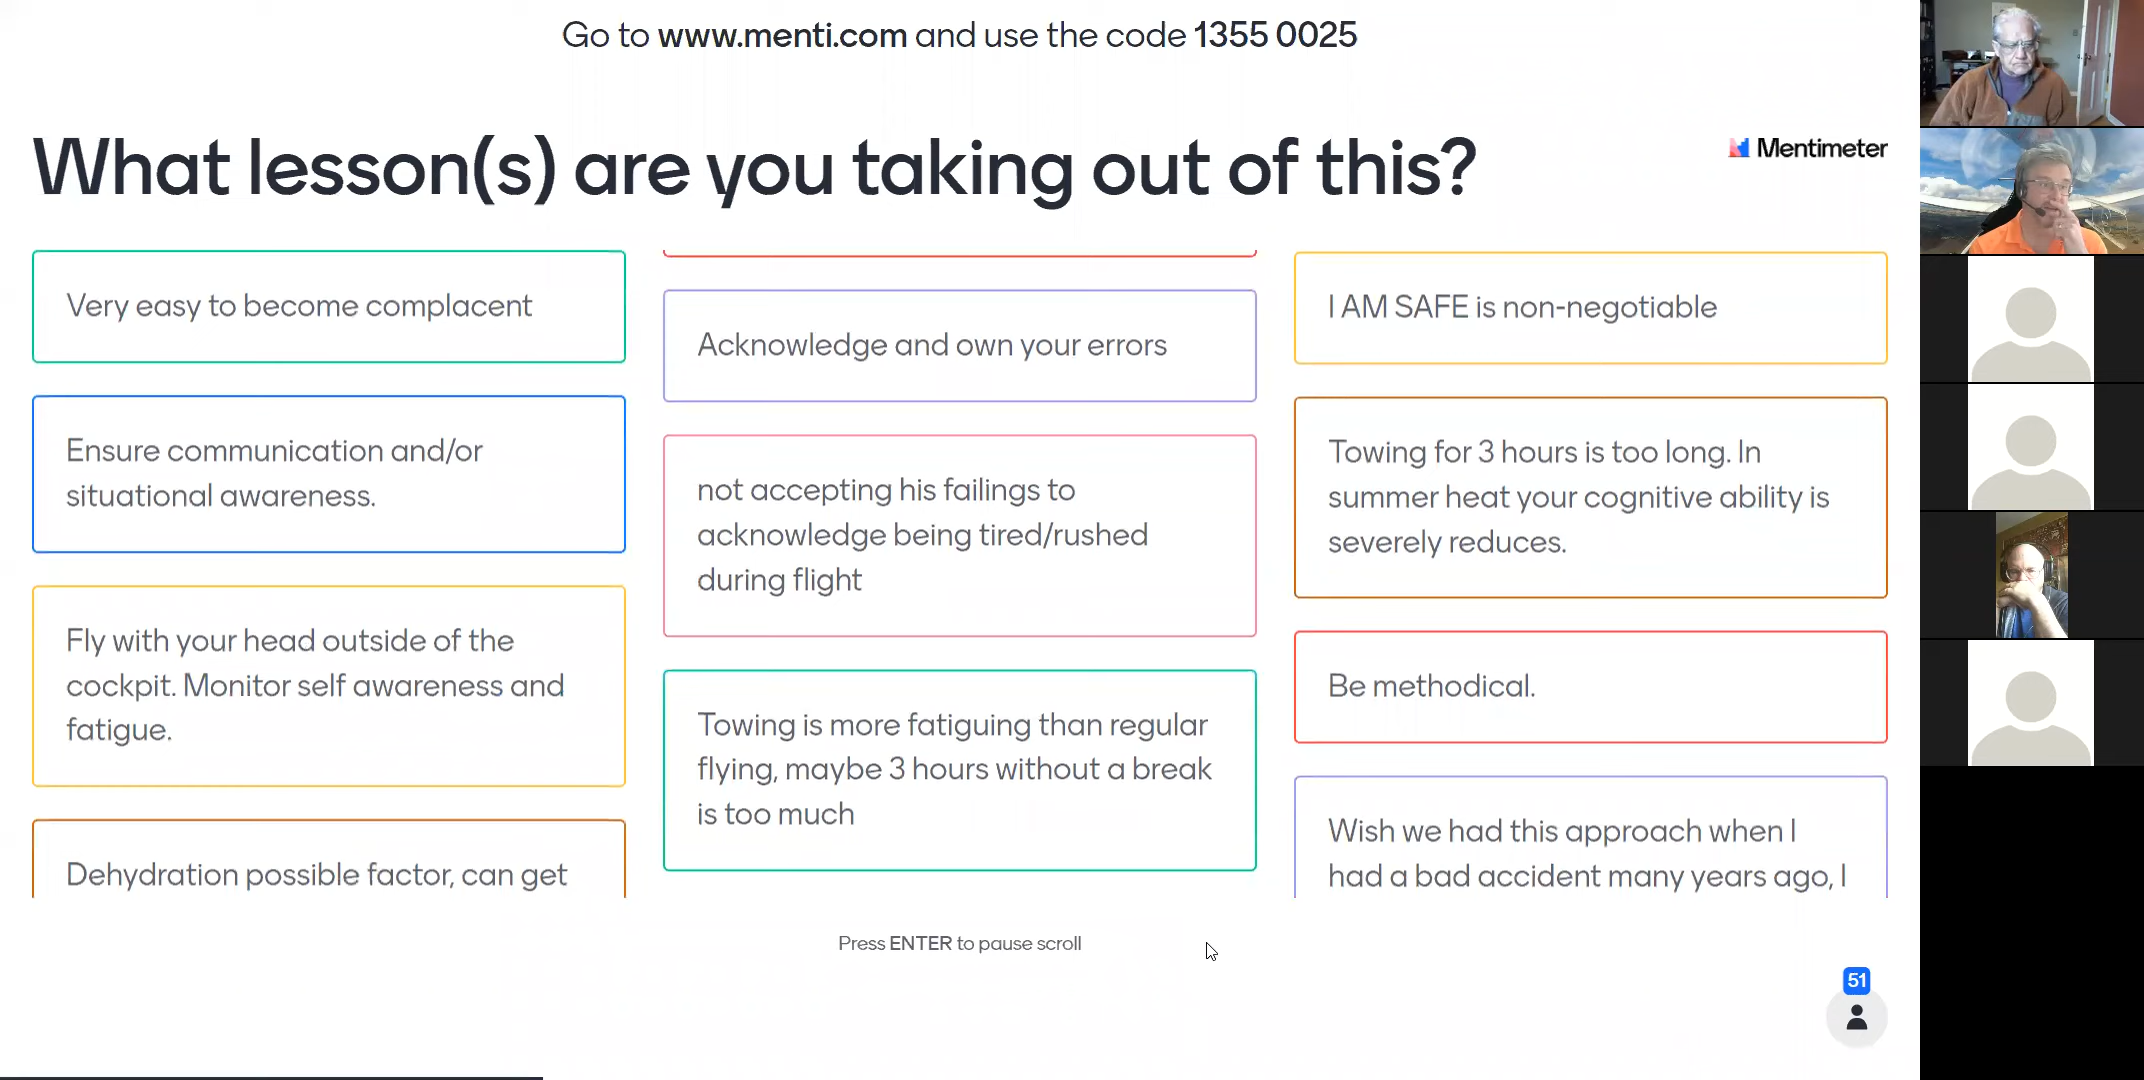 Go to www.menti.com and use the code 1355 0025
What lesson(s) are you taking out of this?
Mentimeter
Very easy to become complacent
Ensure communication and/or
situational awareness.
Fly with your head outside of the
cockpit. Monitor self awareness and
fatigue.
Dehydration possible factor, can get
Acknowledge and own your errors
not accepting his failings to
acknowledge being tired/rushed
during flight
Towing is more fatiguing than regular
flying, maybe 3 hours without a break
is too much
I AM SAFE is non-negotiable
Towing for 3 hours is too long. In
summer heat your cognitive ability is
severely reduces.
Be methodical.
Wish we had this approach when I
had a bad accident many years ago, I
Press ENTER to pause scroll
51